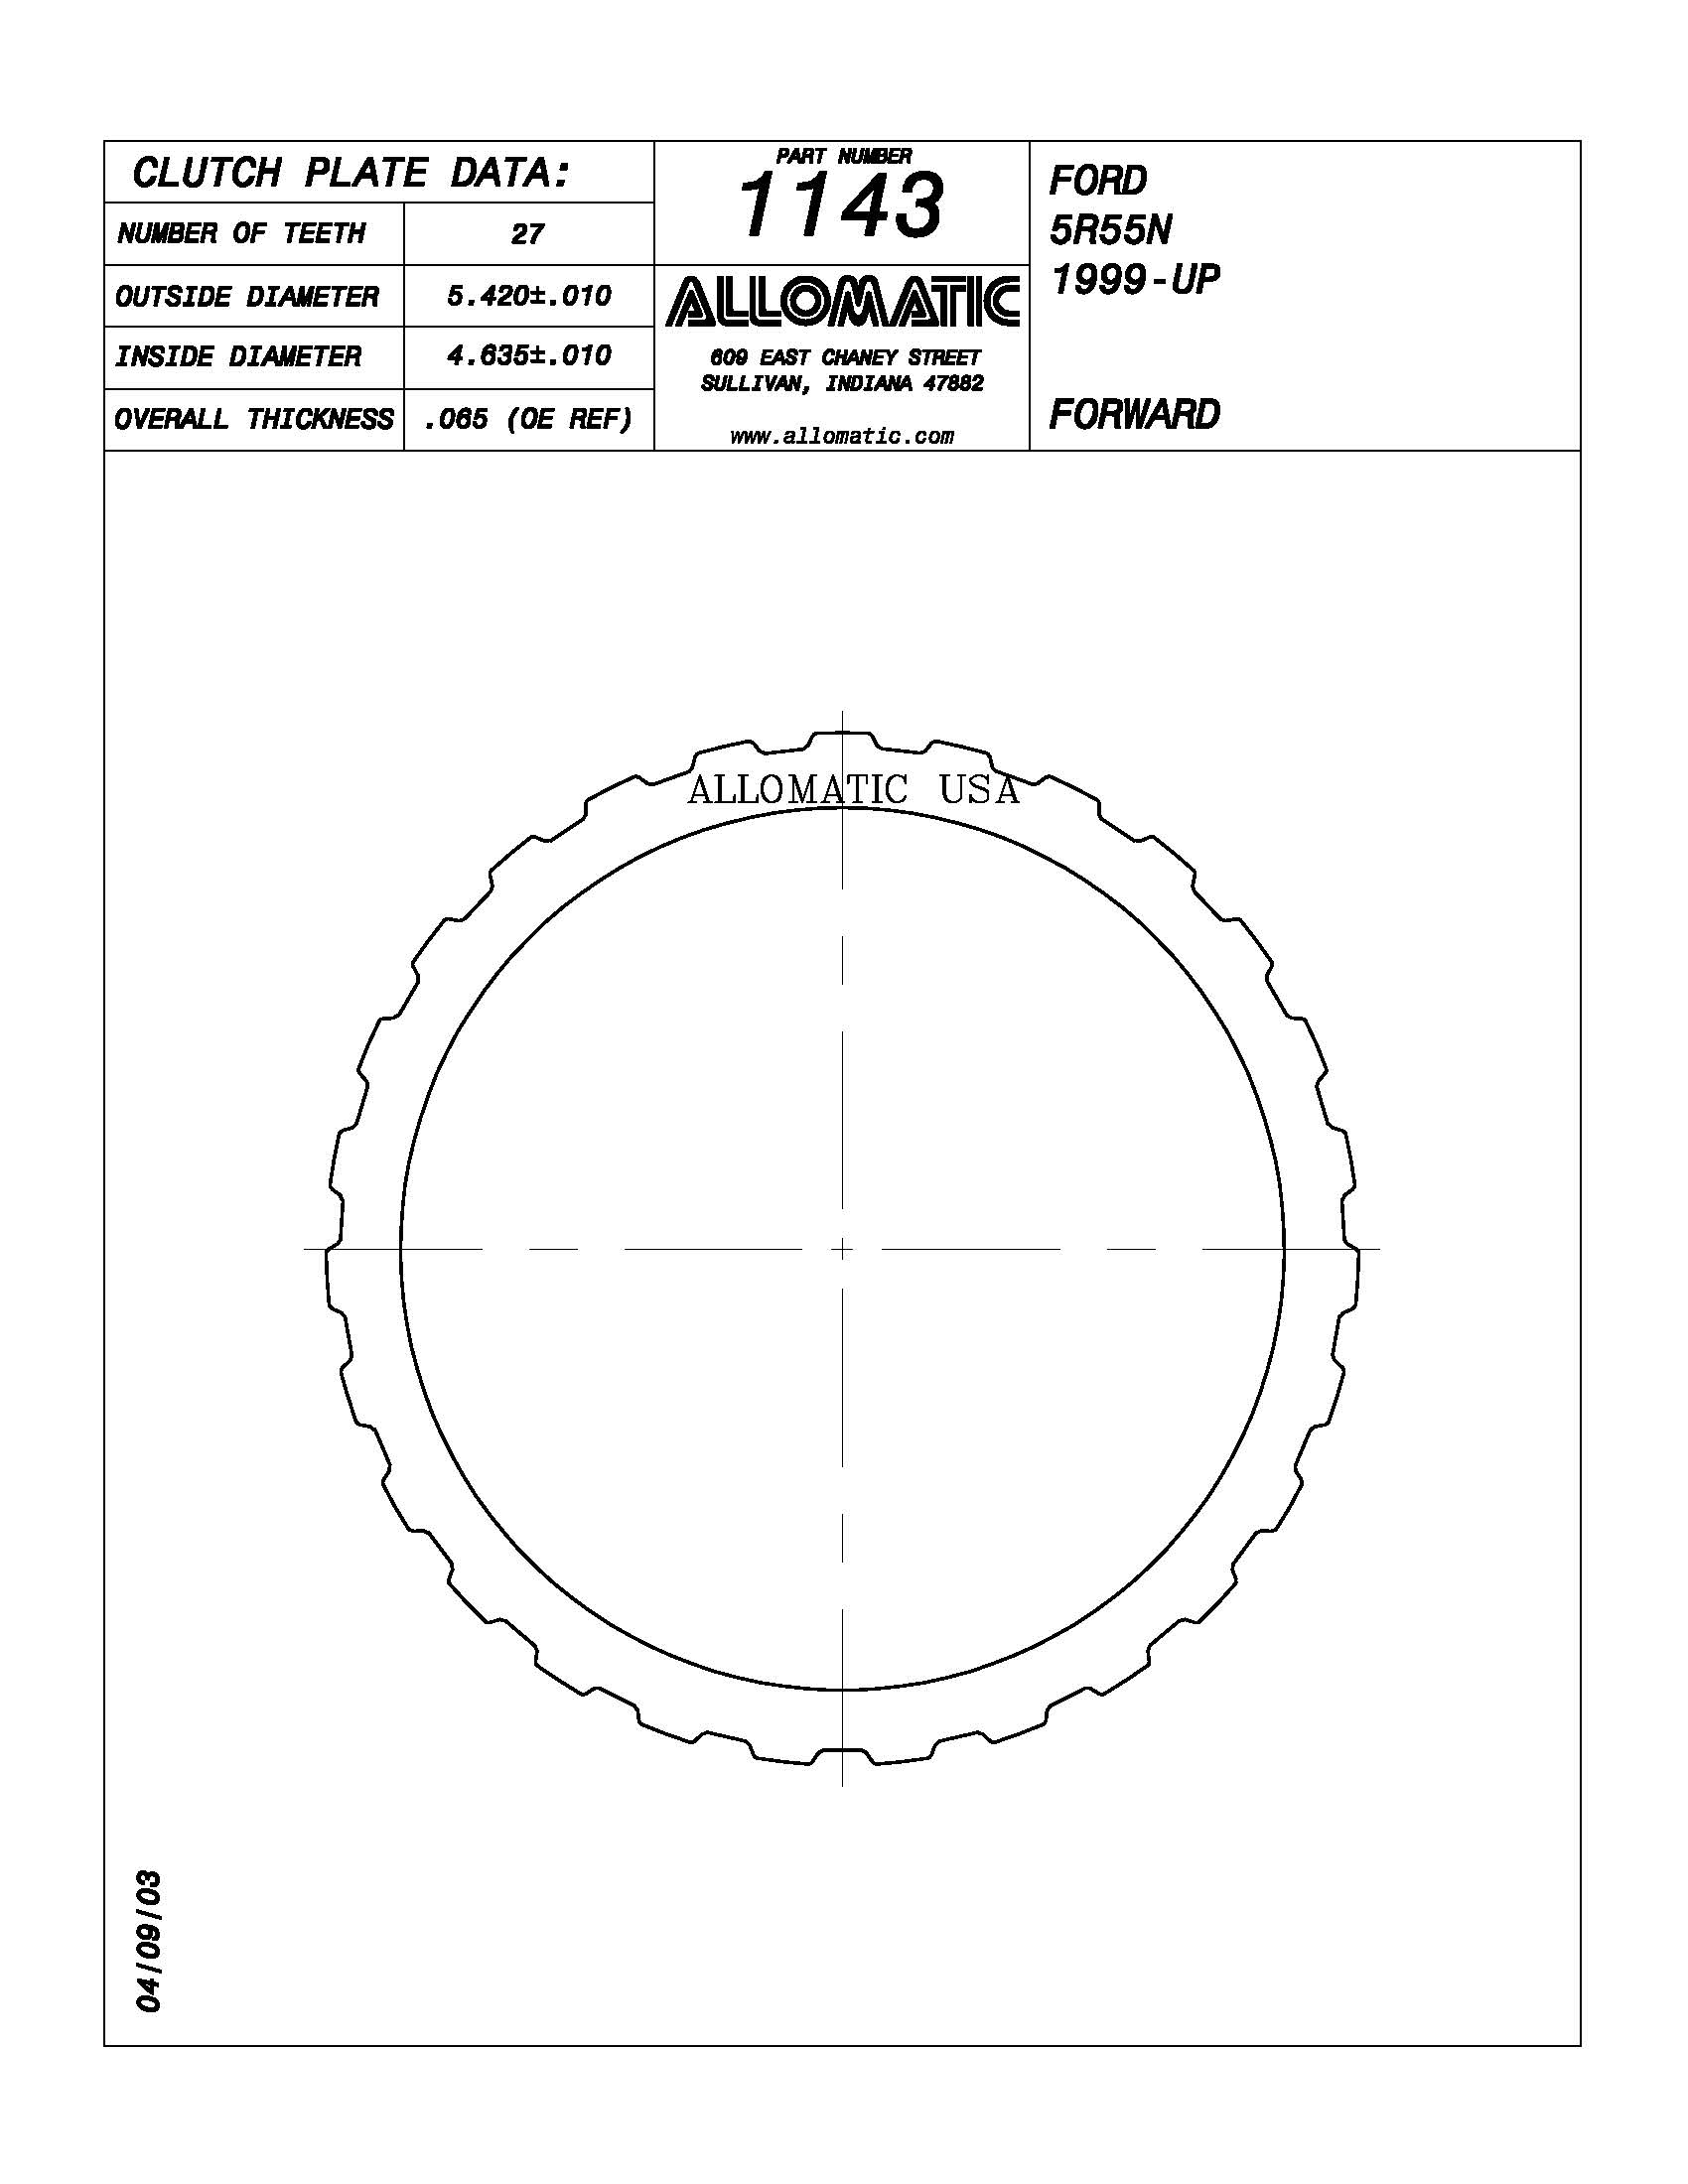 CLUTCH PLATE DATA:
NUMBER OF TEETH 27
OUTSIDE DIAMETER 5.420±.010
INSIDE DIAMETER 4.635±.010
OVERALL THICKNESS .065 (OE REF)
PART NUMBER
1143
ALLOMATIC
609 EAST CHANEY STREET
SULLIVAN, INDIANA 47882
www.allomatic.com
FORD
5R55N
1999-UP
FORWARD
ALLOMATIC USA
04/09/03